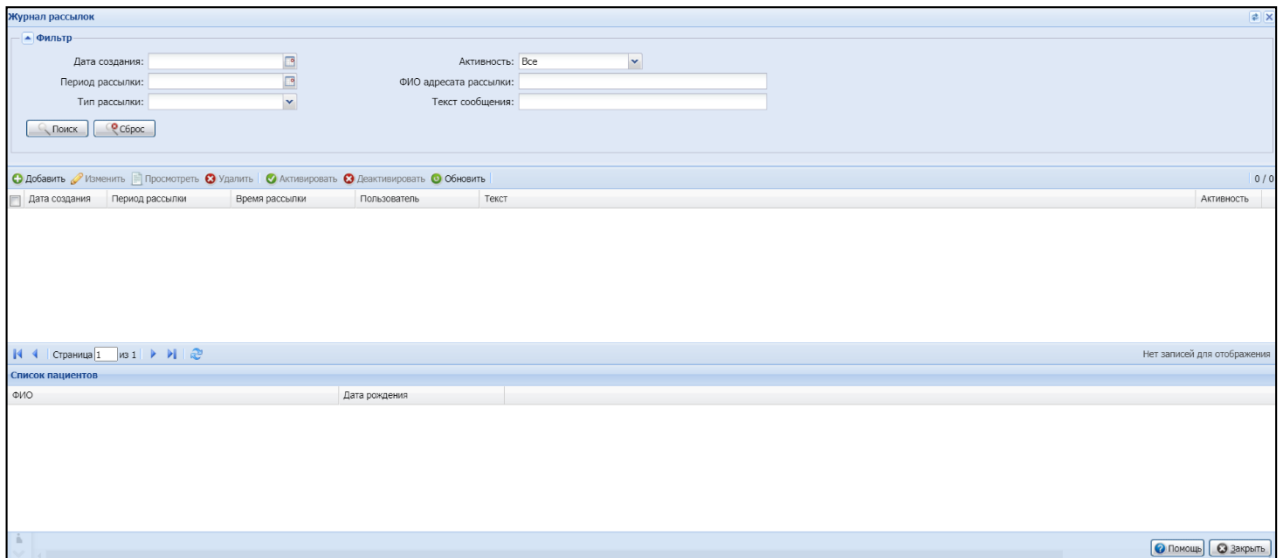 Журнал рассылок
Фильтр
Дата создания: Активность: Все
Период рассылки: ФИО адресата рассылки:
Тип рассылки: Текст сообщения:
Поиск Сброс
Добавить Изменить Просмотреть Удалить Активировать Деактивировать Обновить 0 / 0
Дата создания Период рассылки Время рассылки Пользователь Текст Активность
Страница 1 из 1 Нет записей для отображения
Список пациентов
ФИО Дата рождения
Помощь Закрыть